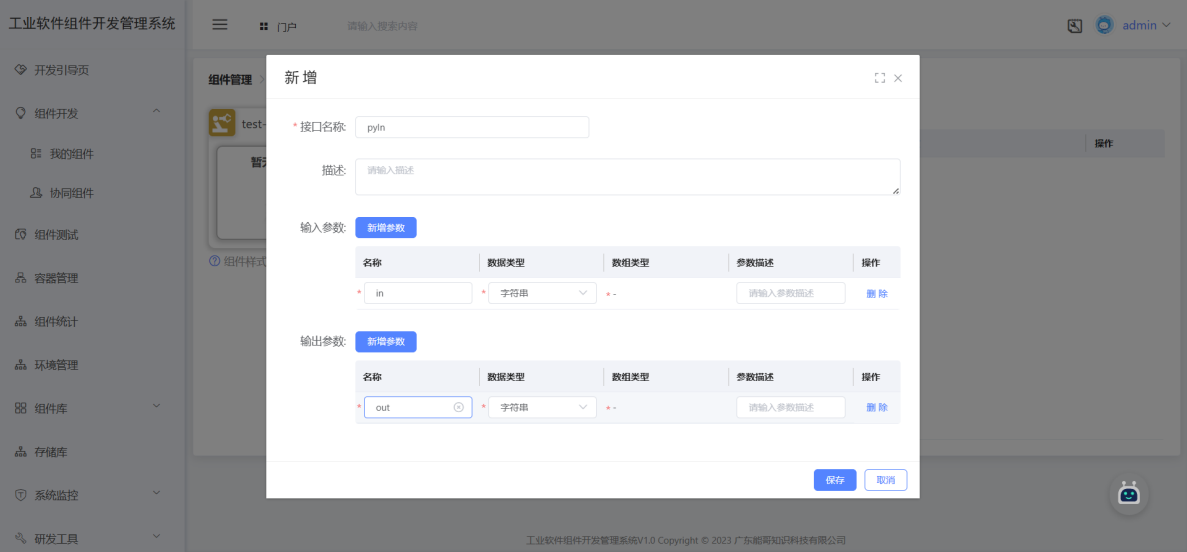 工业软件组件开发管理系统
门户
请输入搜索内容
admin
开发引导页
组件开发
我的组件
协同组件
组件测试
容器管理
组件统计
环境管理
组件库
存储库
系统监控
研发工具
组件管理
test-
暂无
组件样式
操作
新增
* 接口名称:
pyIn
描述:
请输入描述
输入参数:
新增参数
名称 数据类型 数组类型 参数描述 操作
* in * 字符串 * - 请输入参数描述 删除
输出参数:
新增参数
名称 数据类型 数组类型 参数描述 操作
* out * 字符串 * - 请输入参数描述 删除
保存 取消
工业软件组件开发管理系统V1.0 Copyright © 2023 广东能哥知识科技有限公司